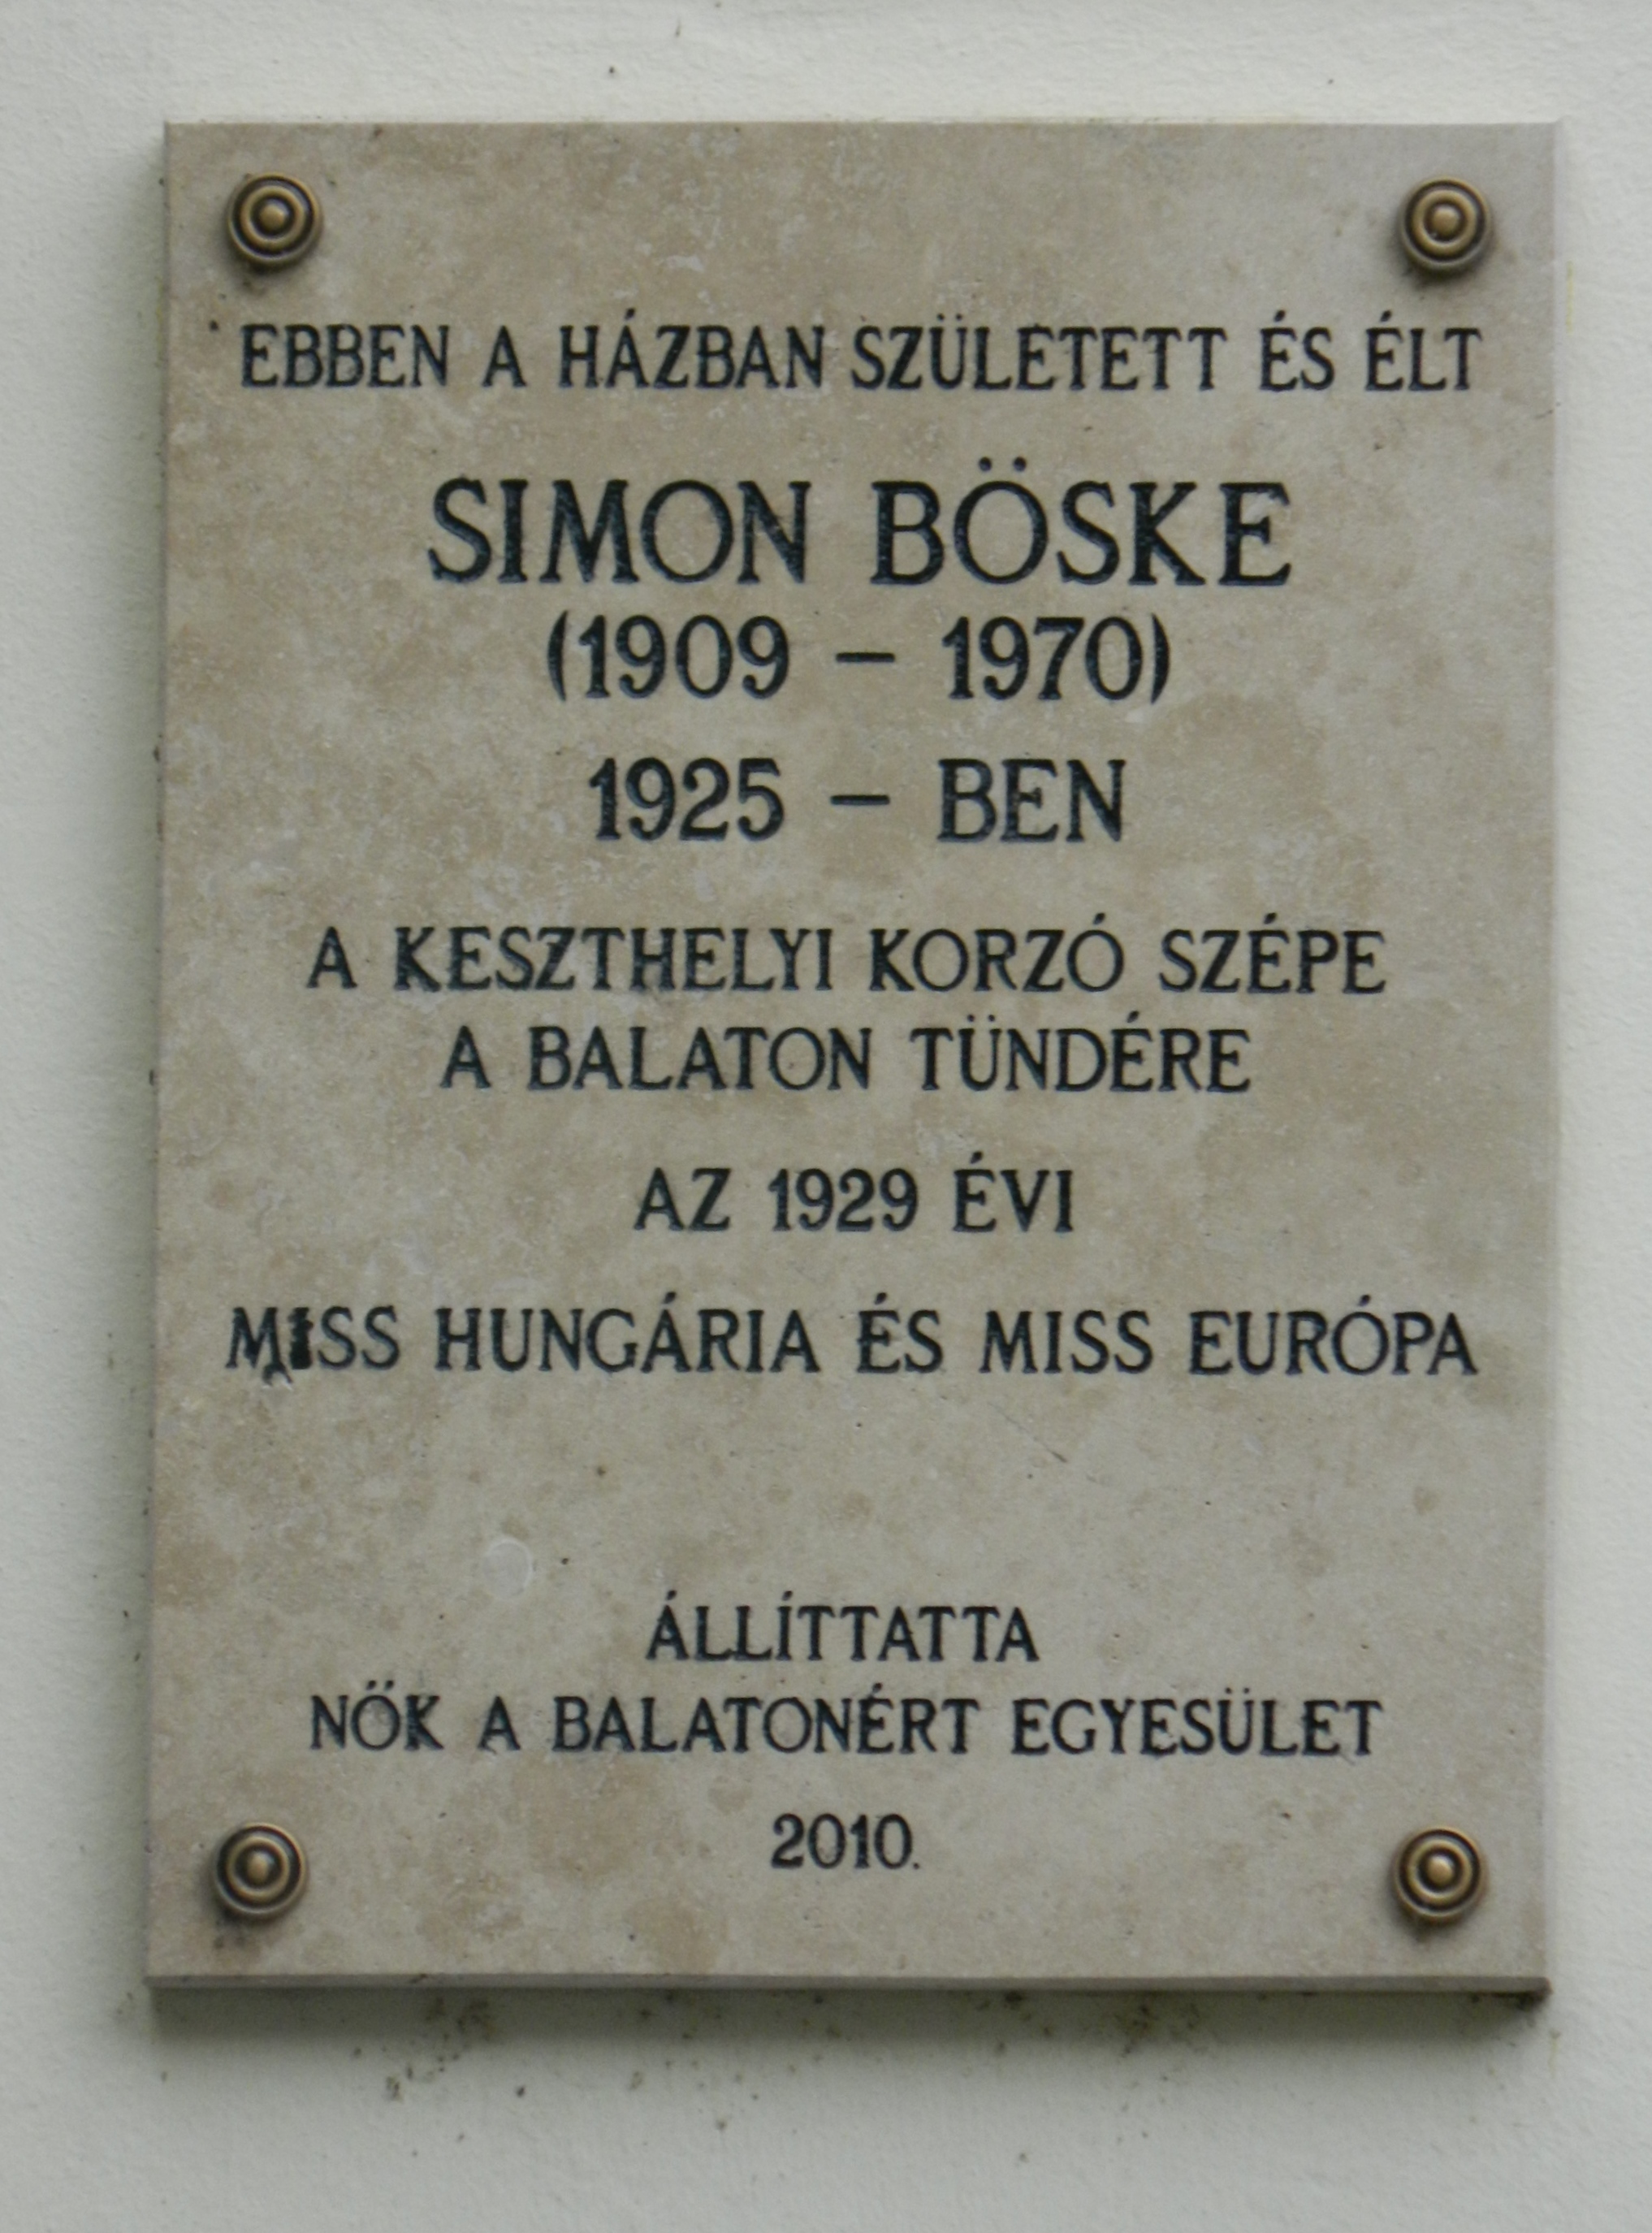 EBBEN A HÁZBAN SZÜLETETT ÉS ÉLT
SIMON BÖSKE
(1909 – 1970)
1925 – BEN
A KESZTHELYI KORZÓ SZÉPE
A BALATON TÜNDÉRE
AZ 1929 ÉVI
MISS HUNGÁRIA ÉS MISS EURÓPA
ÁLLÍTTATTA
NŐK A BALATONÉRT EGYESÜLET
2010.